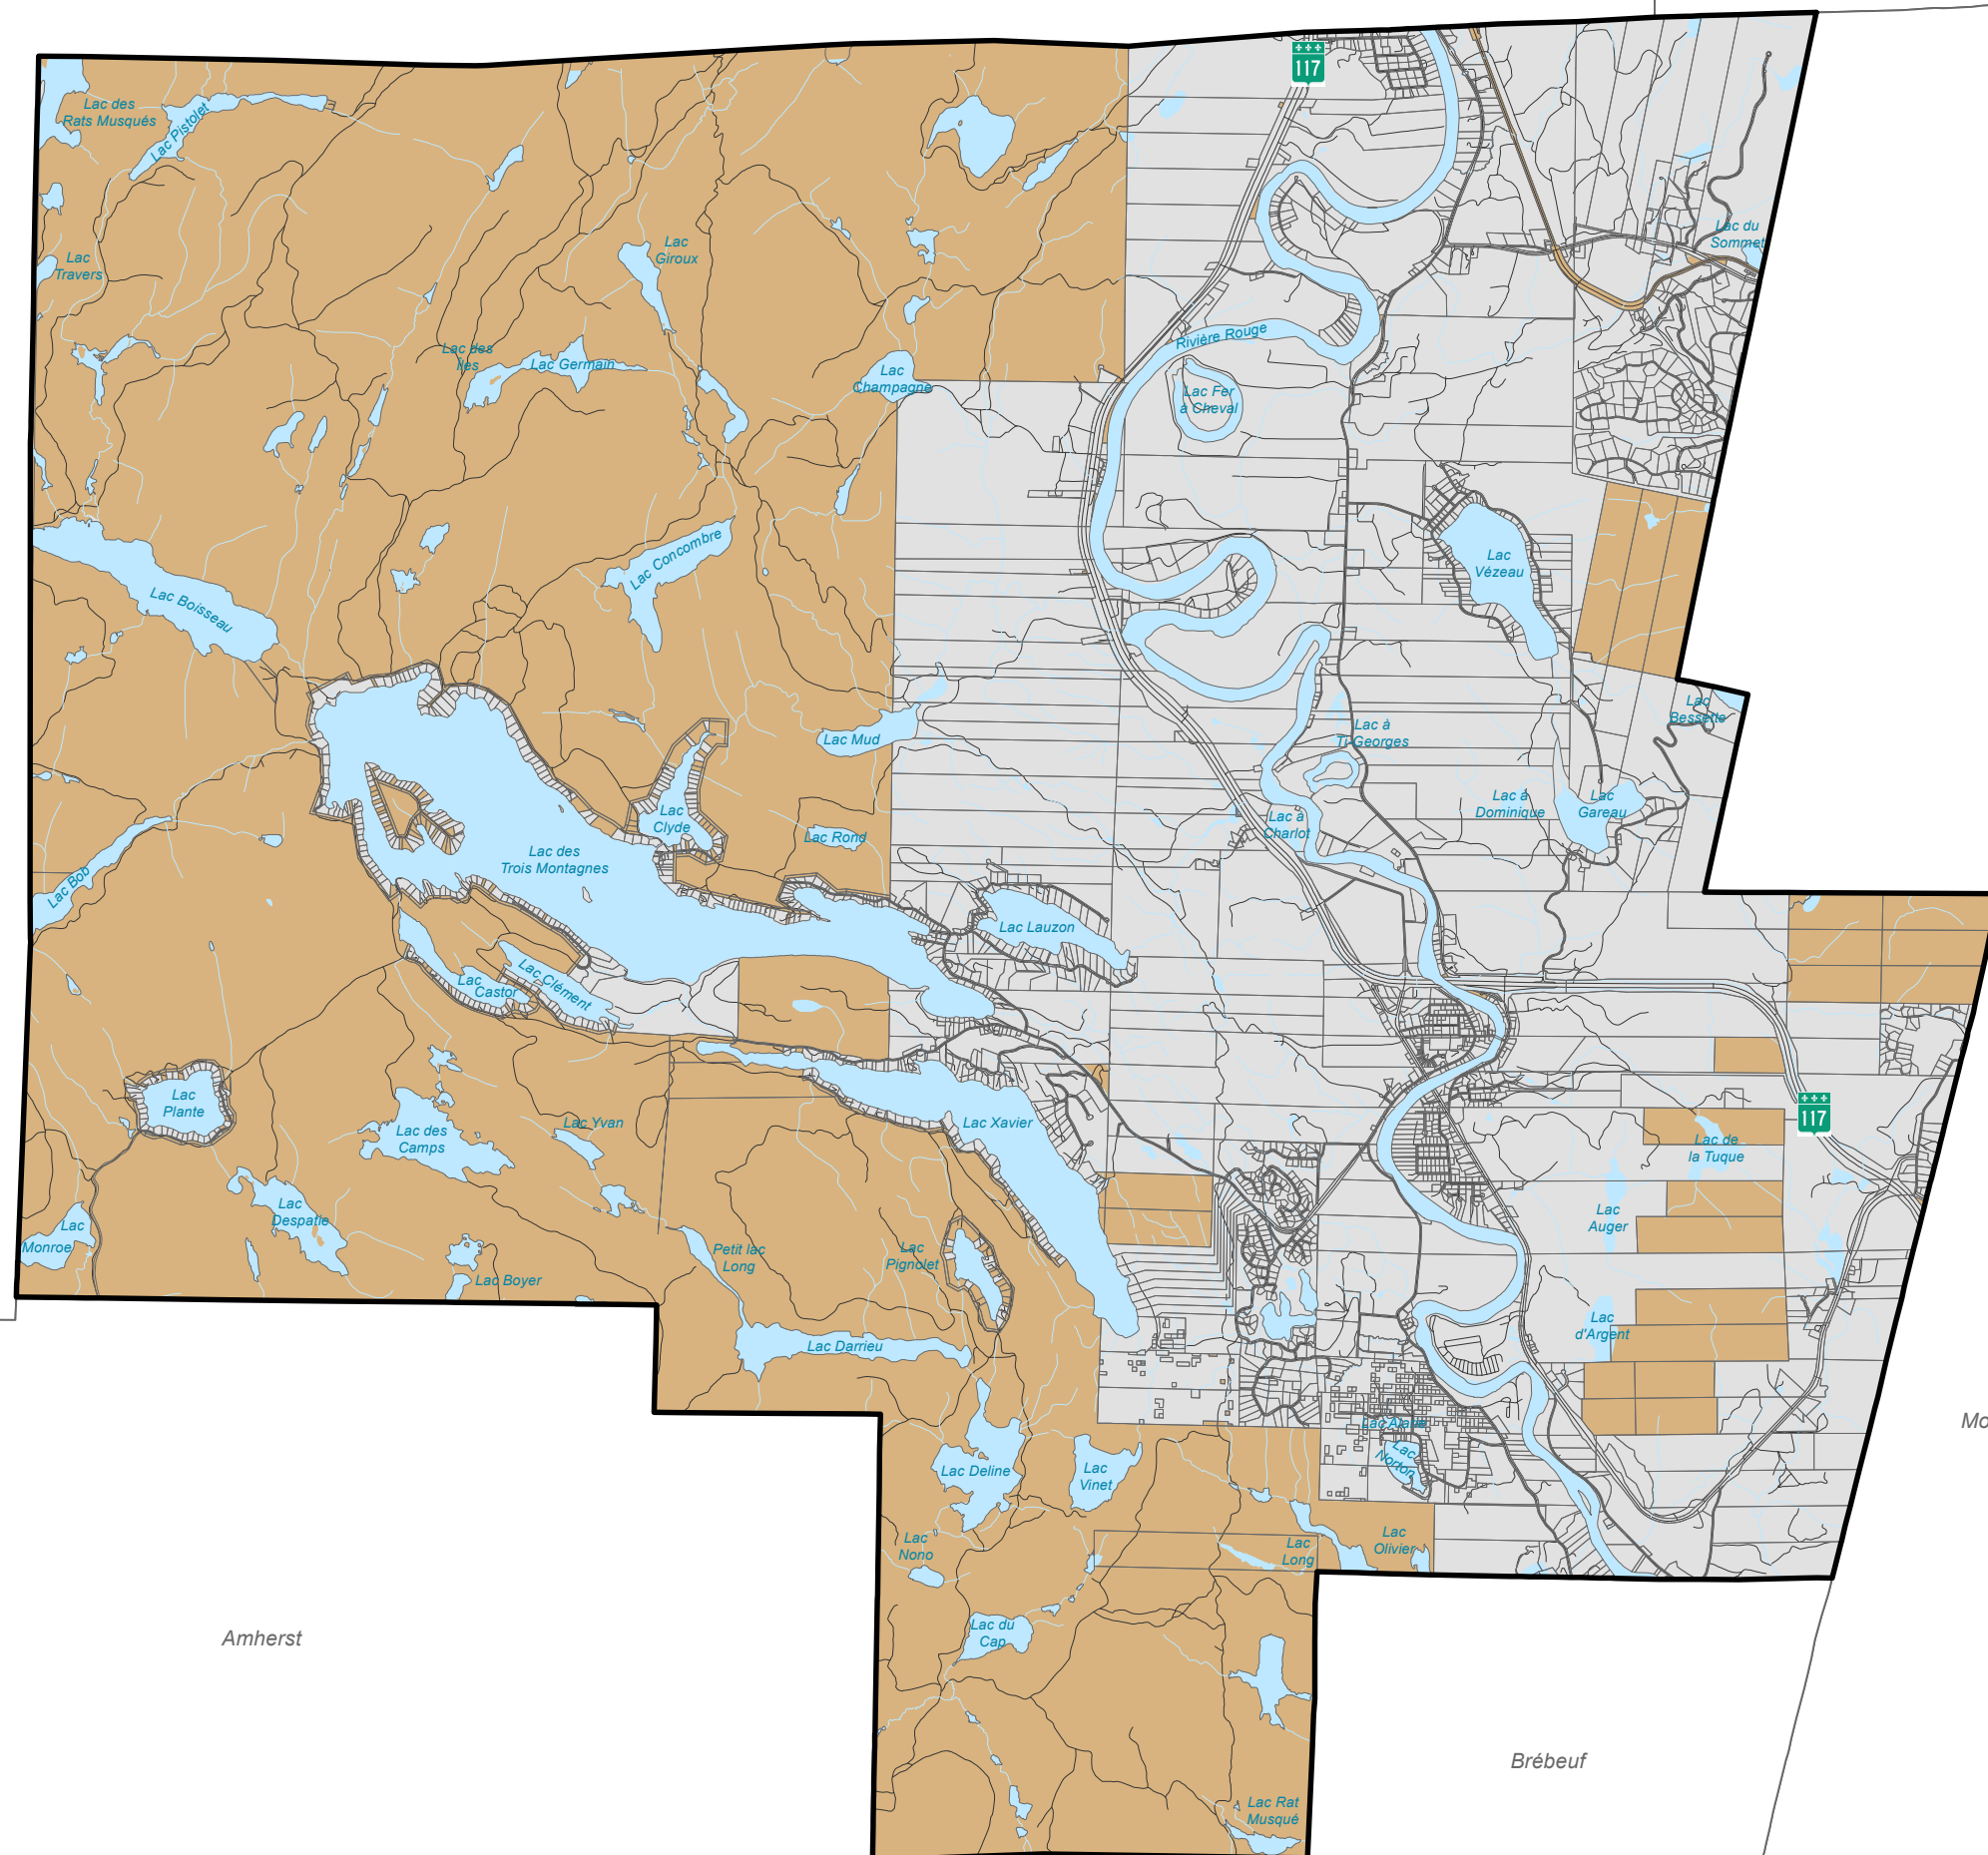 117
Lac des
Rats Musqués
Lac Pistolet
Lac du
Sommet
Lac
Giroux
Lac
Travers
Rivière Rouge
Lac des
Îles
Lac Germain
Lac
Champagne
Lac Fer
à Cheval
Lac Concombre
Lac
Vézeau
Lac Boisseau
Lac
Bessette
Lac Mud
Lac à
Ti-Georges
Lac
Clyde
Lac à
Dominique
Lac
Gareau
Lac à
Charlot
Lac Rond
Lac des
Trois Montagnes
Lac Bob
Lac Lauzon
Lac
Castor
Lac Clément
Lac
Plante
Lac des
Camps
Lac Yvan
Lac Xavier
117
Lac de
la Tuque
Lac
Despatie
Lac
Auger
Lac
Monroe
Lac
Pignolet
Petit lac
Long
Lac Boyer
Lac
d'Argent
Lac Darrieu
Lac Alarie
Mo
Lac
Norton
Lac Deline
Lac
Vinet
Lac
Nono
Lac
Long
Lac
Olivier
Lac du
Cap
Amherst
Brébeuf
Lac Rat
Musqué